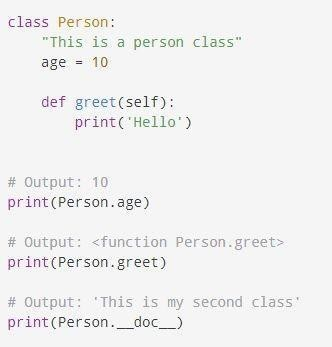 class Person:
    "This is a person class"
    age = 10

    def greet(self):
        print('Hello')


# Output: 10
print(Person.age)

# Output: <function Person.greet>
print(Person.greet)

# Output: 'This is my second class'
print(Person.__doc__)